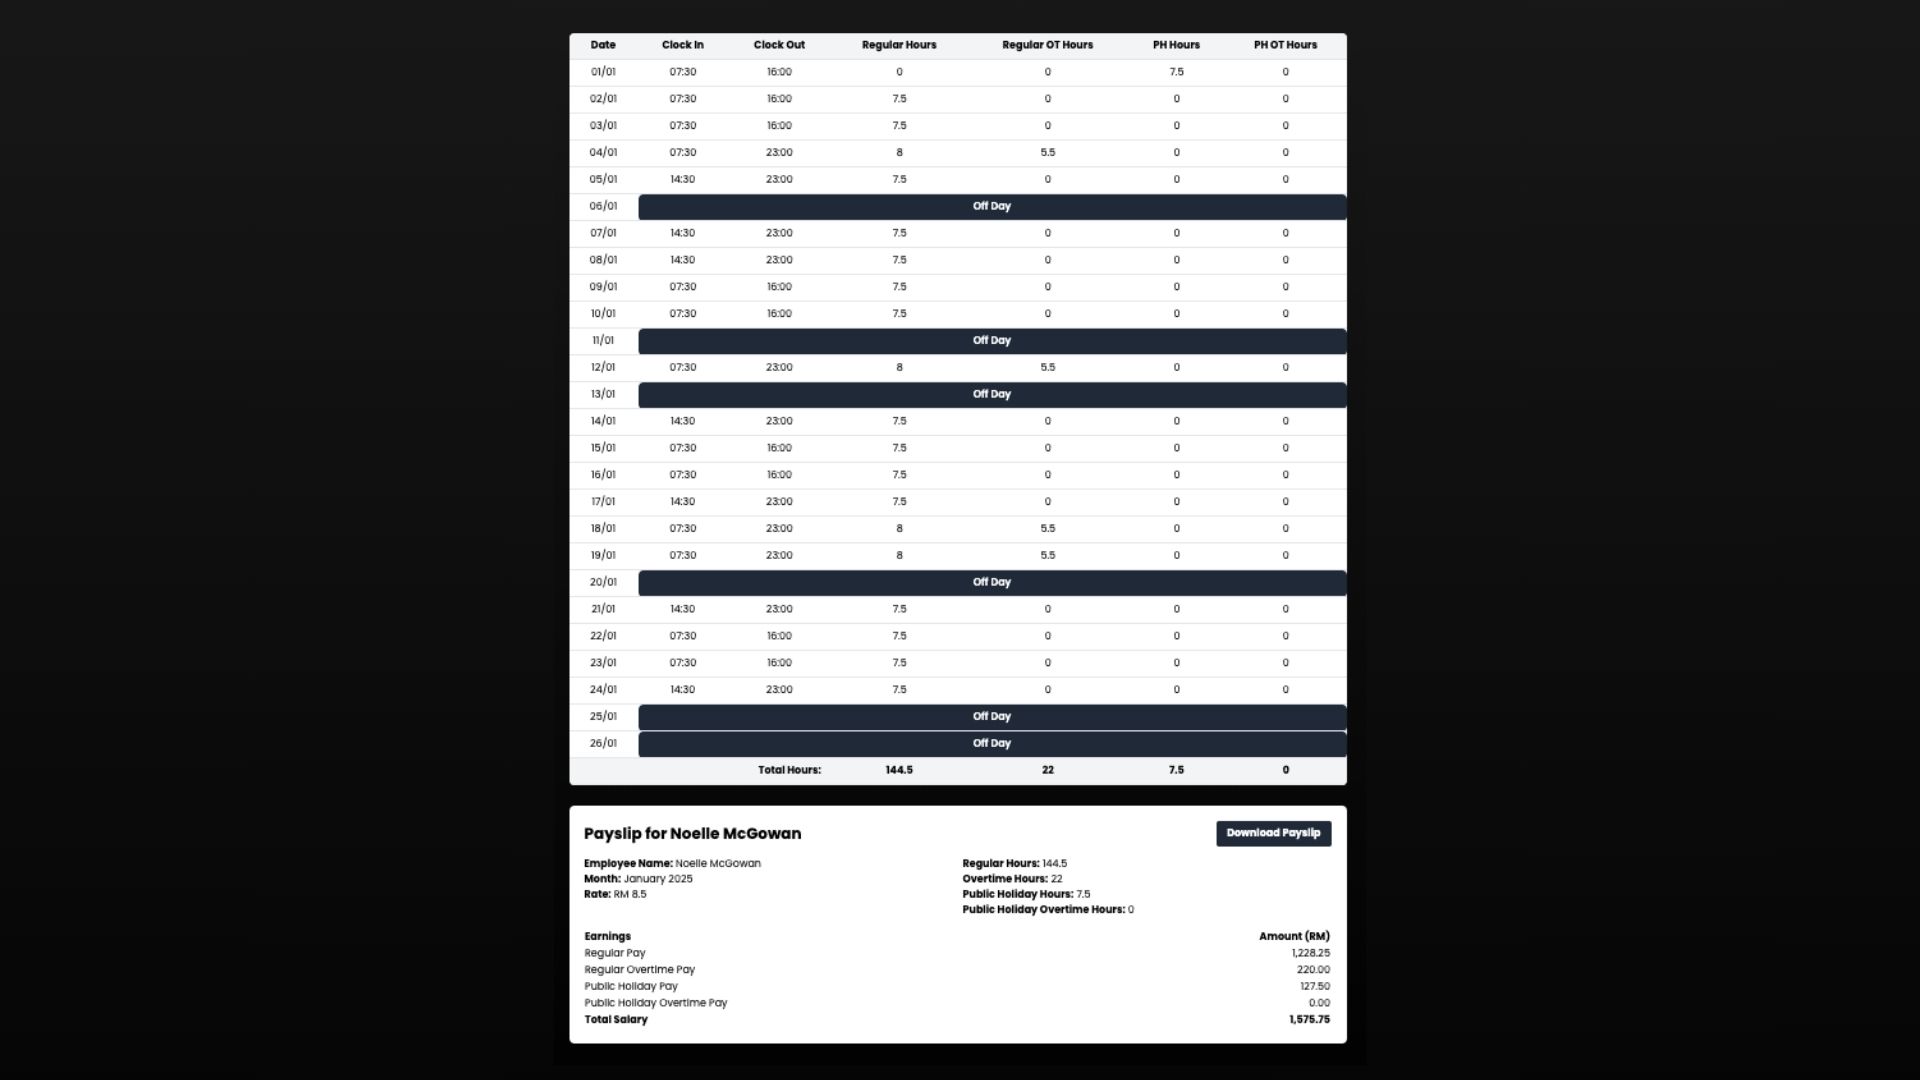 Date Clock In Clock Out Regular Hours Regular OT Hours PH Hours PH OT Hours
01/01 07:30 16:00 0 0 7.5 0
02/01 07:30 16:00 7.5 0 0 0
03/01 07:30 16:00 7.5 0 0 0
04/01 07:30 23:00 8 5.5 0 0
05/01 14:30 23:00 7.5 0 0 0
06/01 Off Day
07/01 14:30 23:00 7.5 0 0 0
08/01 14:30 23:00 7.5 0 0 0
09/01 07:30 16:00 7.5 0 0 0
10/01 07:30 16:00 7.5 0 0 0
11/01 Off Day
12/01 07:30 23:00 8 5.5 0 0
13/01 Off Day
14/01 14:30 23:00 7.5 0 0 0
15/01 07:30 16:00 7.5 0 0 0
16/01 07:30 16:00 7.5 0 0 0
17/01 14:30 23:00 7.5 0 0 0
18/01 07:30 23:00 8 5.5 0 0
19/01 07:30 23:00 8 5.5 0 0
20/01 Off Day
21/01 14:30 23:00 7.5 0 0 0
22/01 07:30 16:00 7.5 0 0 0
23/01 07:30 16:00 7.5 0 0 0
24/01 14:30 23:00 7.5 0 0 0
25/01 Off Day
26/01 Off Day
Total Hours: 144.5 22 7.5 0
Payslip for Noelle McGowan
Download Payslip
Employee Name: Noelle McGowan
Month: January 2025
Rate: RM 8.5
Regular Hours: 144.5
Overtime Hours: 22
Public Holiday Hours: 7.5
Public Holiday Overtime Hours: 0
Earnings Amount (RM)
Regular Pay 1,228.25
Regular Overtime Pay 220.00
Public Holiday Pay 127.50
Public Holiday Overtime Pay 0.00
Total Salary 1,575.75